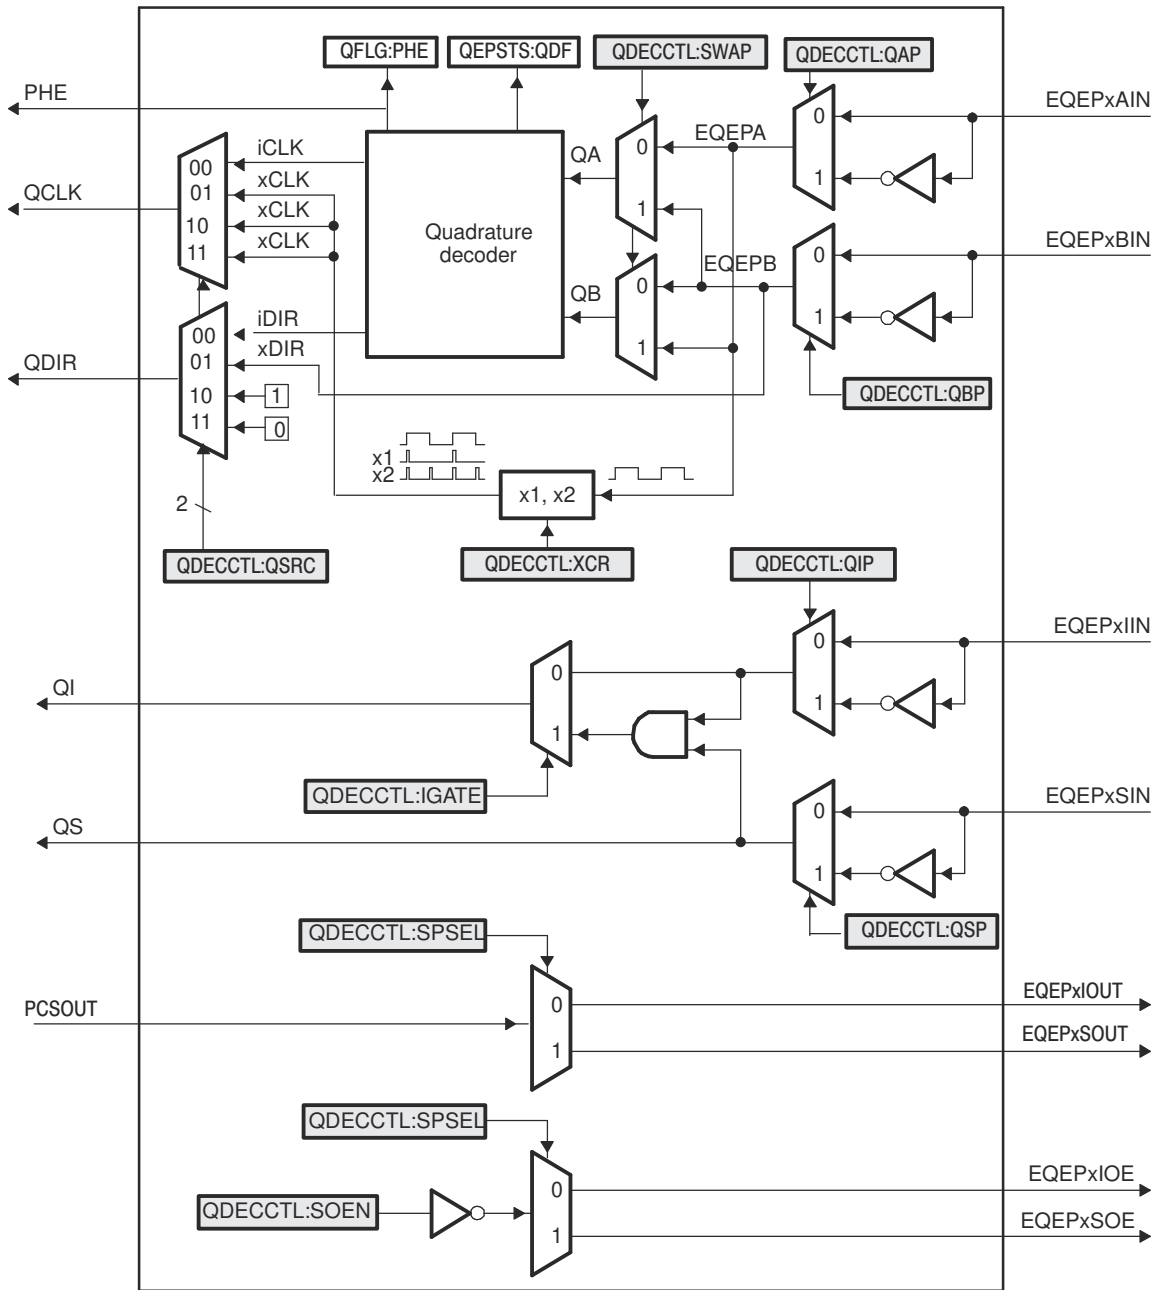 QFLG:PHE
QEPSTS:QDF
QDECCTL:SWAP
QDECCTL:QAP
PHE
EQEPxAIN
0
1
EQEPA
0
1
QA
iCLK
xCLK
xCLK
xCLK
00
01
10
11
QCLK
Quadrature
decoder
EQEPxBIN
0
1
EQEPB
0
1
QB
iDIR
xDIR
00
01
10
11
1
0
QDIR
QDECCTL:QBP
x1
x2
x1, x2
2
QDECCTL:QSRC
QDECCTL:XCR
QDECCTL:QIP
EQEPxIIN
0
1
0
1
QI
QDECCTL:IGATE
EQEPxSIN
0
1
QS
QDECCTL:QSP
QDECCTL:SPSEL
PCSOUT
0
1
EQEPxIOUT
EQEPxSOUT
QDECCTL:SPSEL
QDECCTL:SOEN
0
1
EQEPxIOE
EQEPxSOE